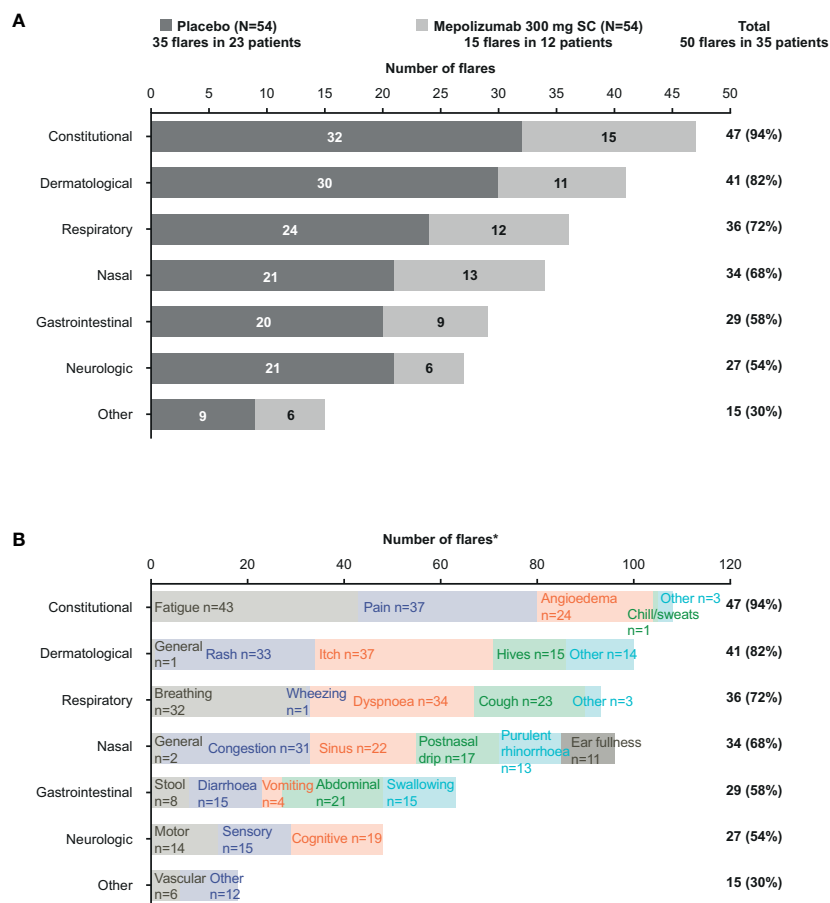 A
Placebo (N=54)
35 flares in 23 patients
Mepolizumab 300 mg SC (N=54)
15 flares in 12 patients
Total
50 flares in 35 patients
Number of flares
0 5 10 15 20 25 30 35 40 45 50
Constitutional 32 15 47 (94%)
Dermatological 30 11 41 (82%)
Respiratory 24 12 36 (72%)
Nasal 21 13 34 (68%)
Gastrointestinal 20 9 29 (58%)
Neurologic 21 6 27 (54%)
Other 9 6 15 (30%)
B
Number of flares*
0 20 40 60 80 100 120
Constitutional
Fatigue n=43
Pain n=37
Angioedema
n=24
Chill/sweats
n=1
Other n=3
47 (94%)
Dermatological
General
n=1
Rash n=33
Itch n=37
Hives n=15
Other n=14
41 (82%)
Respiratory
Breathing
n=32
Wheezing
n=1
Dyspnoea n=34
Cough n=23
Other n=3
36 (72%)
Nasal
General
n=2
Congestion n=31
Sinus n=22
Postnasal
drip n=17
Purulent
rhinorrhoea
n=13
Ear fullness
n=11
34 (68%)
Gastrointestinal
Stool
n=8
Diarrhoea
n=15
Vomiting
n=4
Abdominal
n=21
Swallowing
n=15
29 (58%)
Neurologic
Motor
n=14
Sensory
n=15
Cognitive n=19
27 (54%)
Other
Vascular
n=6
Other
n=12
15 (30%)